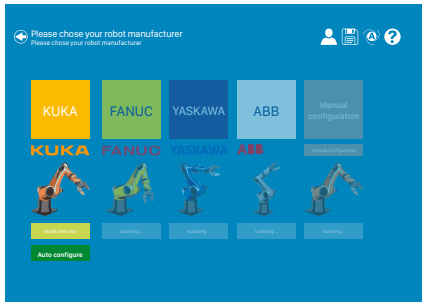 Please chose your robot manufacturer
Please chose your robot manufacturer
KUKA
FANUC
YASKAWA
ABB
Manual
configuration
KUKA
FANUC
YASKAWA
ABB
Manual configuration
scanning...
scanning...
scanning...
scanning...
Auto configure